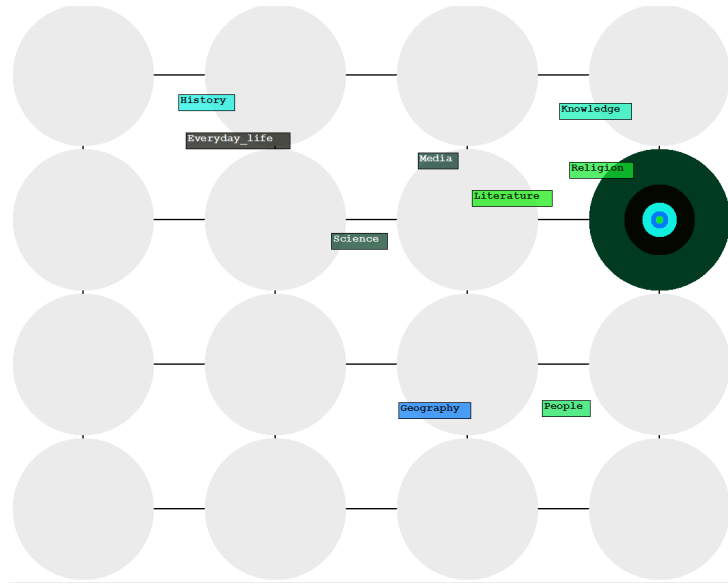 History
Knowledge
Everyday_life
Media
Religion
Literature
Science
Geography
People